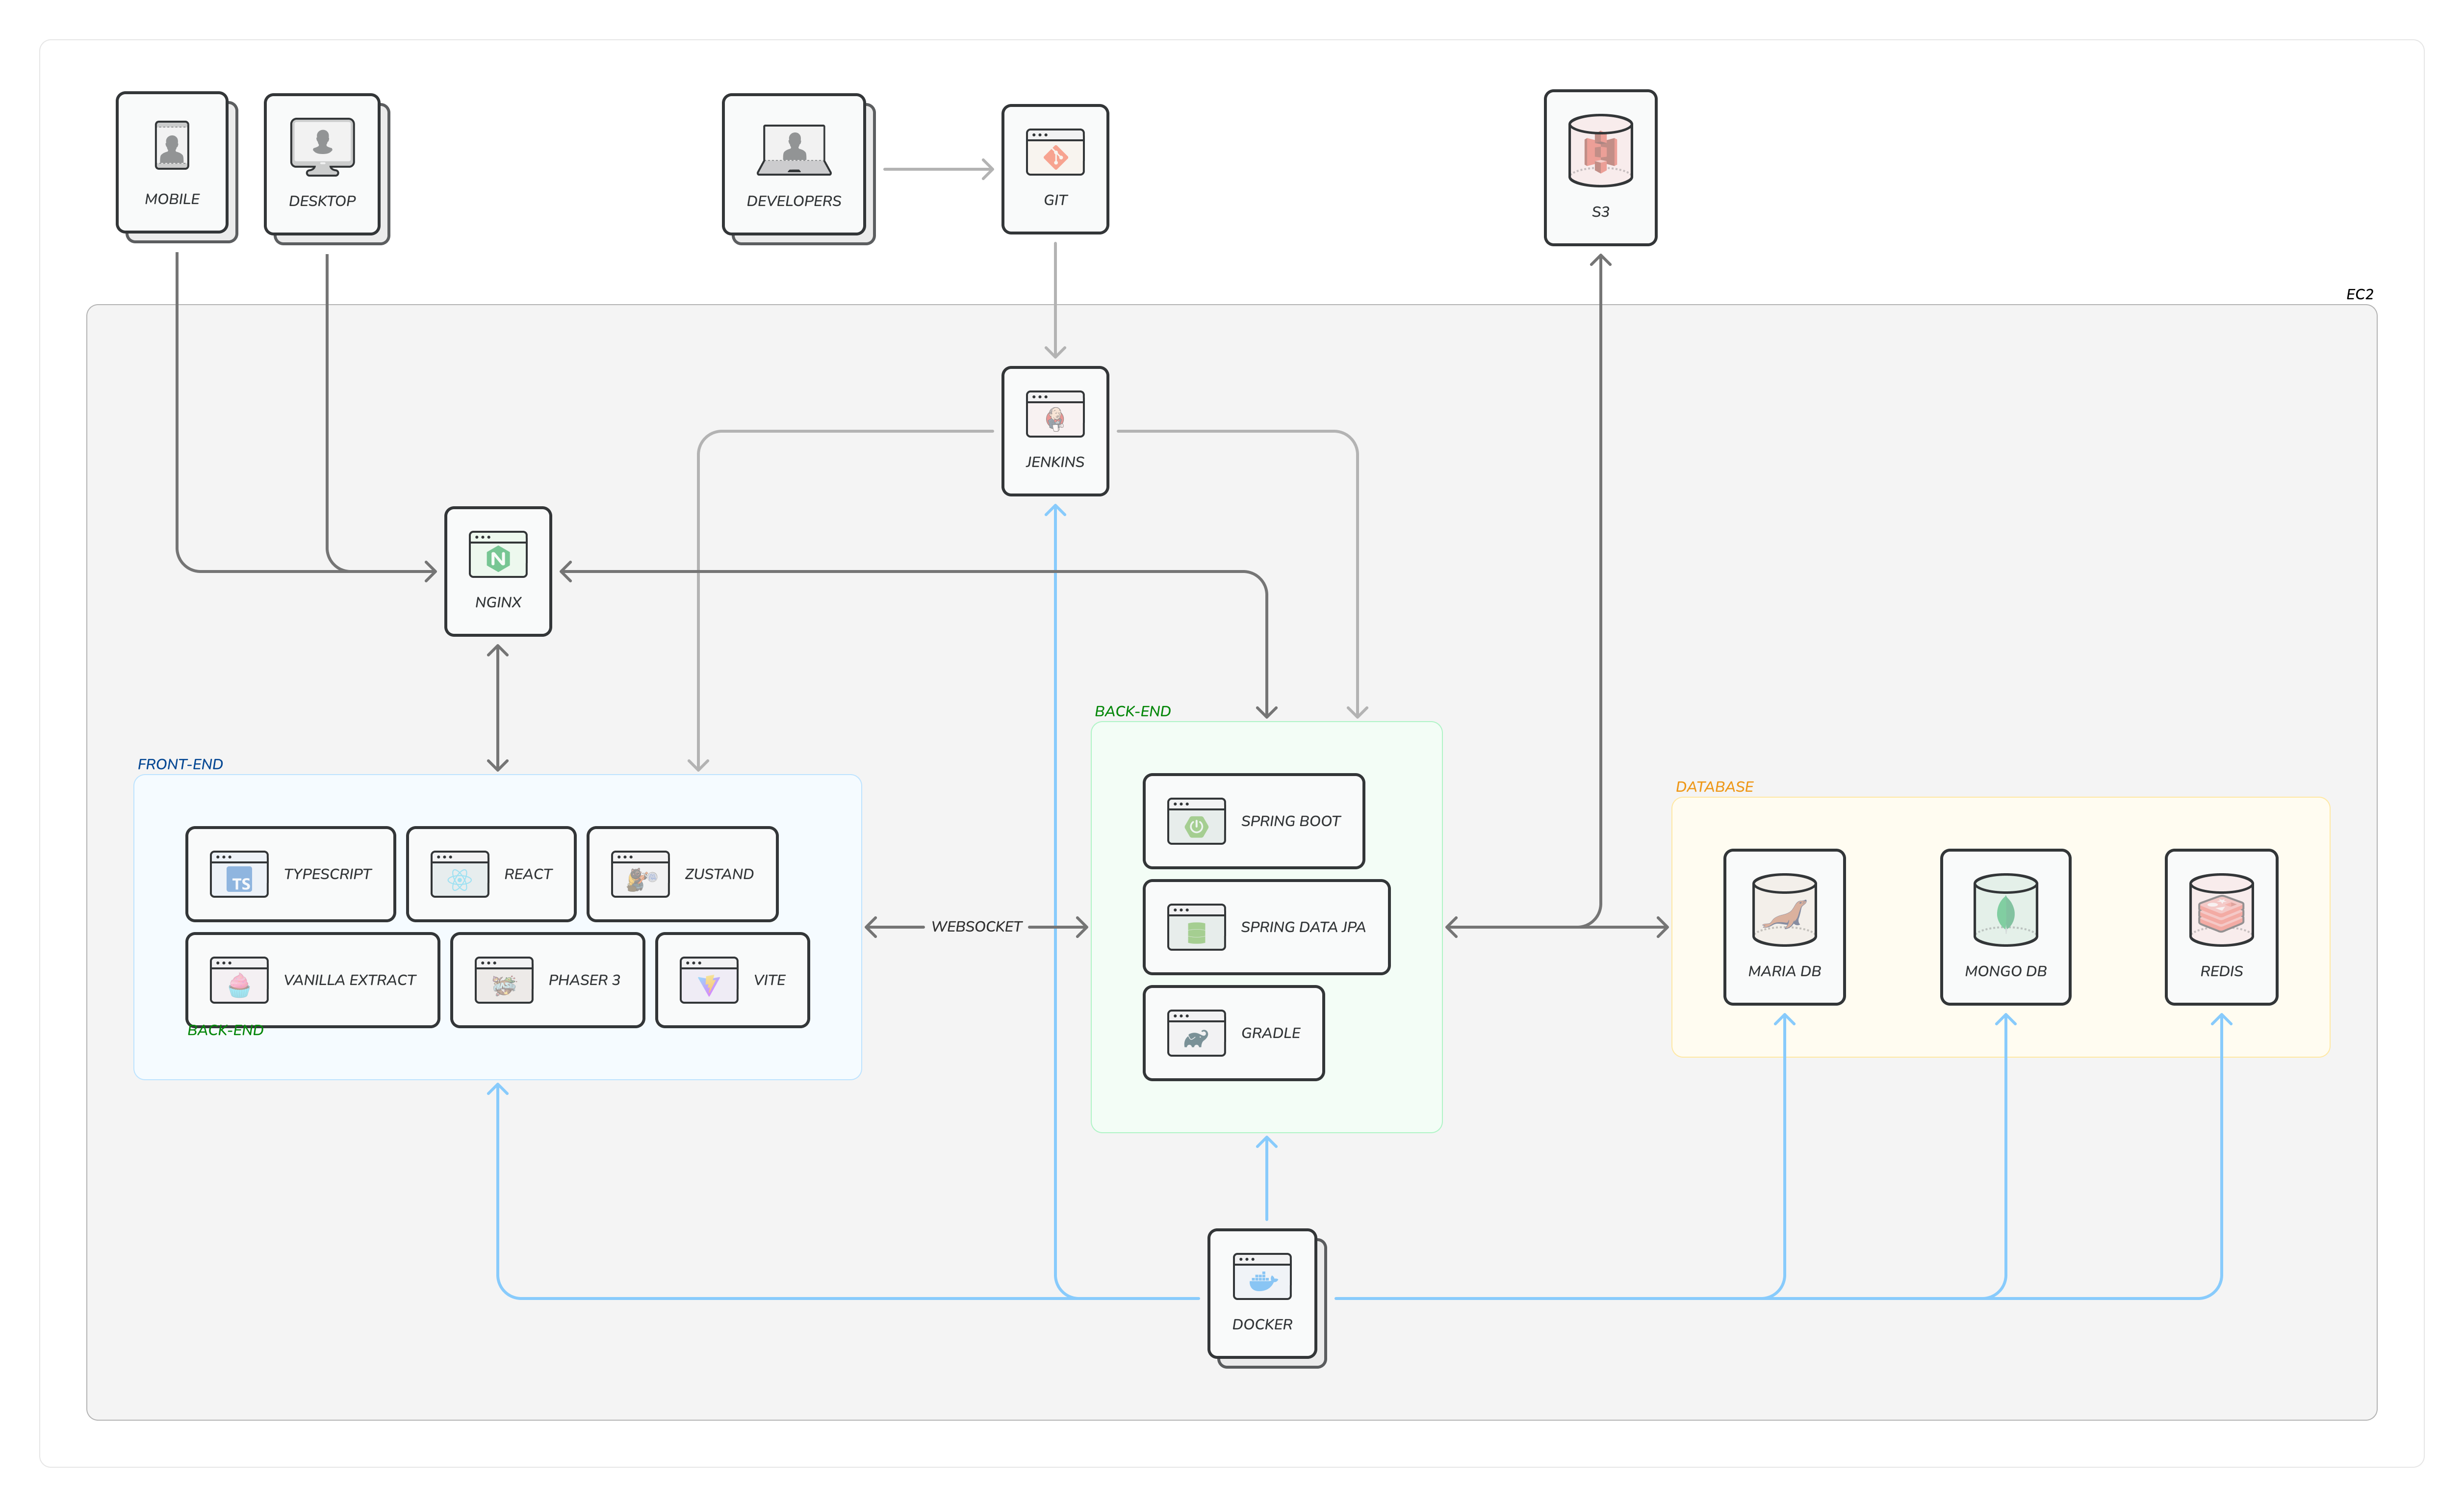 MOBILE
DESKTOP
DEVELOPERS
GIT
S3
EC2
JENKINS
N
NGINX
BACK-END
FRONT-END
DATABASE
SPRING BOOT
TS
TYPESCRIPT
REACT
ZUSTAND
WEBSOCKET
SPRING DATA JPA
MARIA DB
MONGO DB
REDIS
VANILLA EXTRACT
PHASER 3
VITE
BACK-END
GRADLE
DOCKER